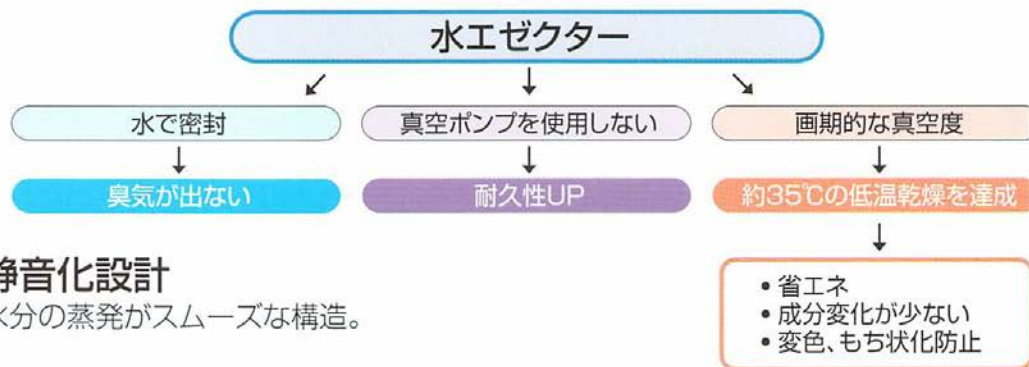 水エゼクター
水で密封
真空ポンプを使用しない
画期的な真空度
臭気が出ない
耐久性UP
約35℃の低温乾燥を達成
• 省エネ
• 成分変化が少ない
• 変色、もち状化防止
静音化設計
水分の蒸発がスムーズな構造。